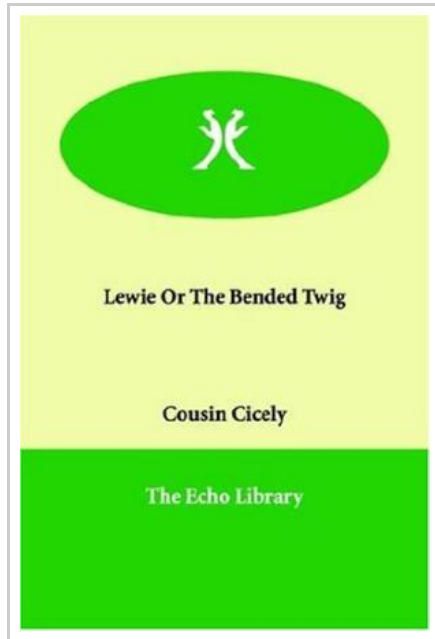 Lewie Or The Bended Twig
Cousin Cicely
The Echo Library